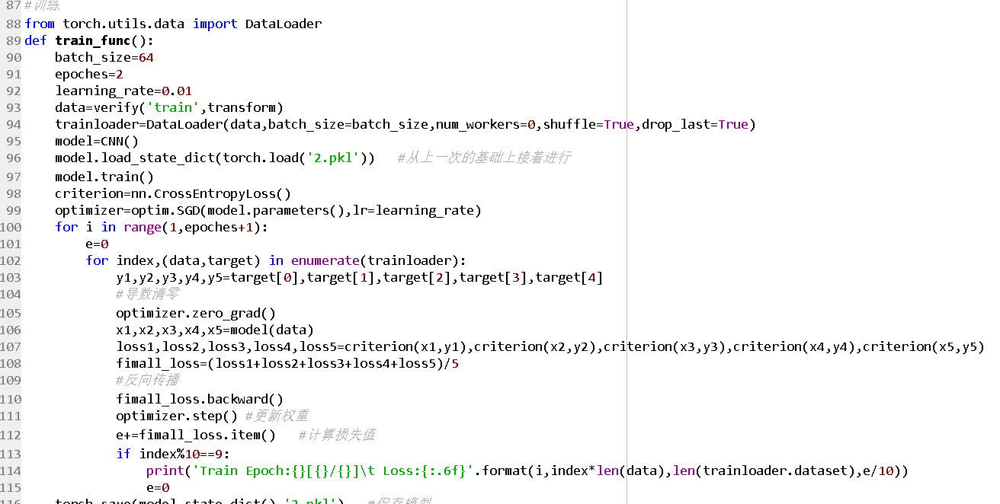 87 #训练
88 from torch.utils.data import DataLoader
89 def train_func():
90     batch_size=64
91     epoches=2
92     learning_rate=0.01
93     data=verify('train',transform)
94     trainloader=DataLoader(data,batch_size=batch_size,num_workers=0,shuffle=True,drop_last=True)
95     model=CNN()
96     model.load_state_dict(torch.load('2.pkl'))   #从上一次的基础上接着进行
97     model.train()
98     criterion=nn.CrossEntropyLoss()
99     optimizer=optim.SGD(model.parameters(),lr=learning_rate)
100     for i in range(1,epoches+1):
101         e=0
102         for index,(data,target) in enumerate(trainloader):
103             y1,y2,y3,y4,y5=target[0],target[1],target[2],target[3],target[4]
104             #导数清零
105             optimizer.zero_grad()
106             x1,x2,x3,x4,x5=model(data)
107             loss1,loss2,loss3,loss4,loss5=criterion(x1,y1),criterion(x2,y2),criterion(x3,y3),criterion(x4,y4),criterion(x5,y5)
108             fimall_loss=(loss1+loss2+loss3+loss4+loss5)/5
109             #反向传播
110             fimall_loss.backward()
111             optimizer.step() #更新权重
112             e+=fimall_loss.item()   #计算损失值
113             if index%10==9:
114                 print('Train Epoch:{}[{}/{}]\t Loss:{:.6f}'.format(i,index*len(data),len(trainloader.dataset),e/10))
115                 e=0
116     torch.save(model.state_dict(),'2.pkl')   #保存模型